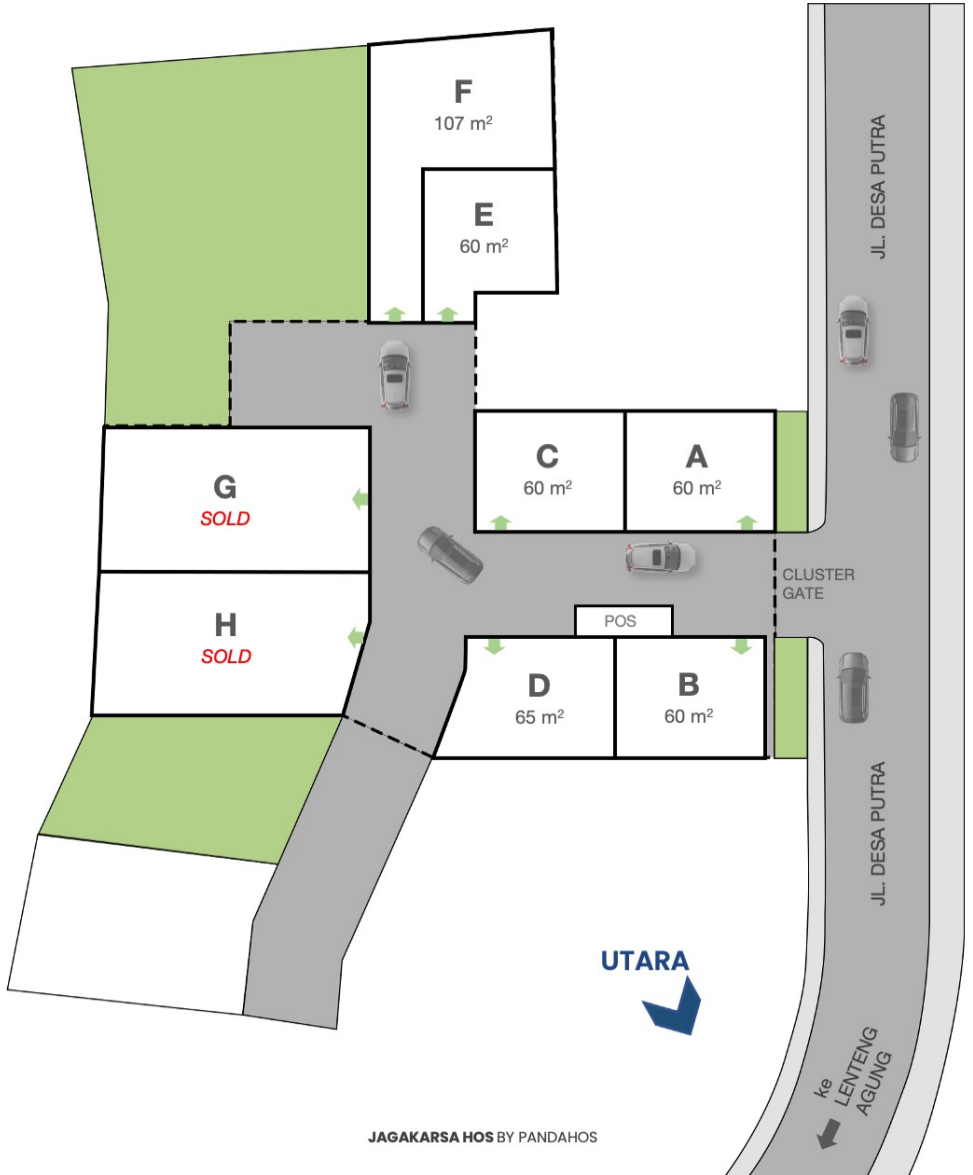 F
107 m²
E
60 m²
JL. DESA PUTRA
C
60 m²
A
60 m²
G
SOLD
CLUSTER
GATE
POS
H
SOLD
D
65 m²
B
60 m²
JL. DESA PUTRA
UTARA
ke
LENTENG
AGUNG
JAGAKARSA HOS BY PANDAHOS